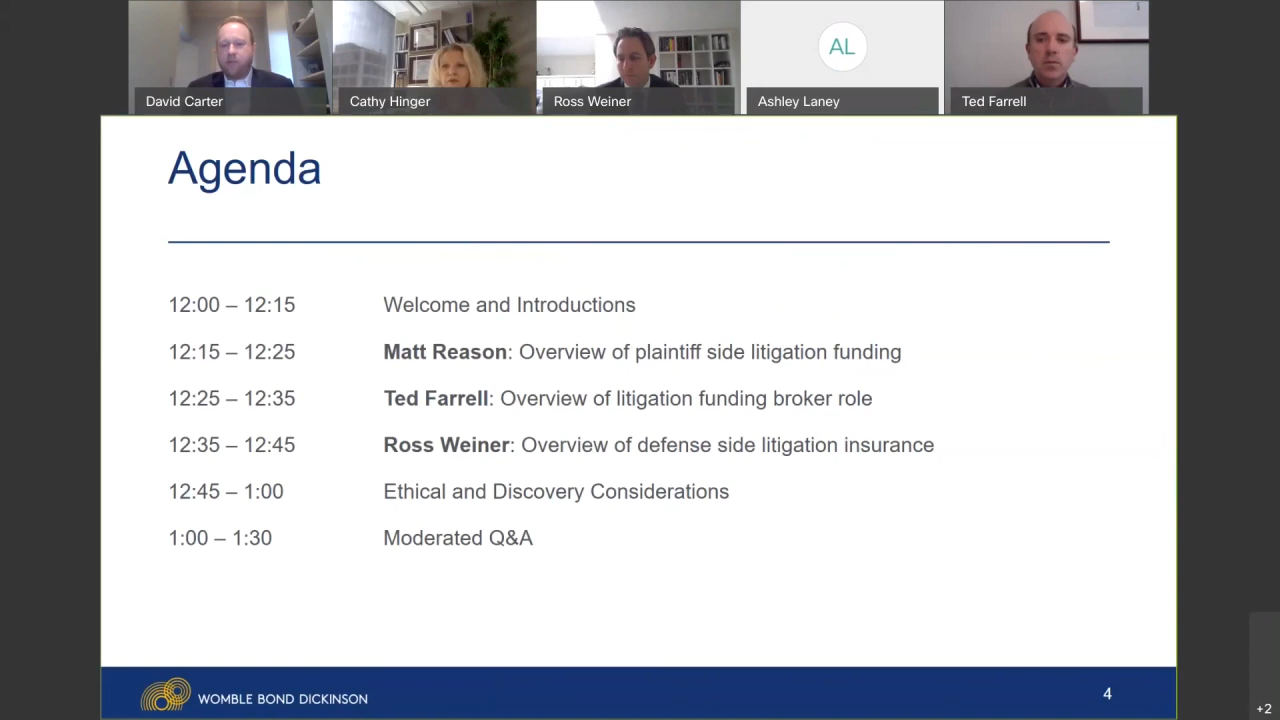 AL
David Carter
Cathy Hinger
Ross Weiner
Ashley Laney
Ted Farrell
Agenda
12:00 – 12:15 Welcome and Introductions
12:15 – 12:25 Matt Reason: Overview of plaintiff side litigation funding
12:25 – 12:35 Ted Farrell: Overview of litigation funding broker role
12:35 – 12:45 Ross Weiner: Overview of defense side litigation insurance
12:45 – 1:00 Ethical and Discovery Considerations
1:00 – 1:30 Moderated Q&A
WOMBLE BOND DICKINSON
4
+2